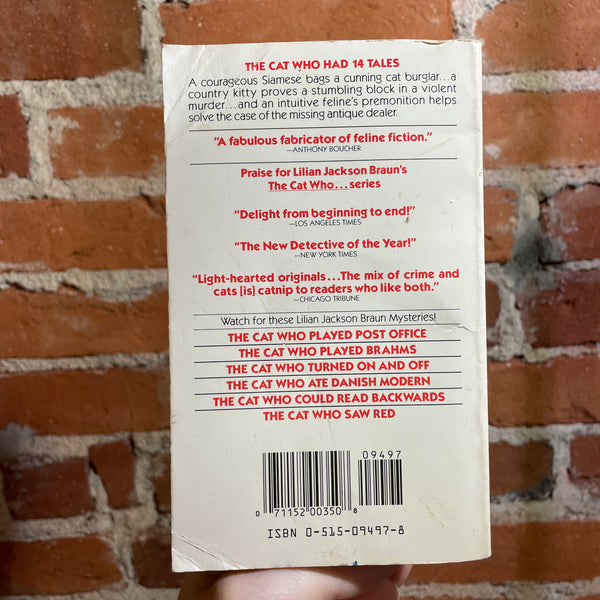 THE CAT WHO HAD 14 TALES
A courageous Siamese bags a cunning cat burglar...a
country kitty proves a stumbling block in a violent
murder...and an intuitive feline's premonition helps
solve the case of the missing antique dealer.
"A fabulous fabricator of feline fiction."
—ANTHONY BOUCHER
Praise for Lilian Jackson Braun's
The Cat Who...series
"Delight from beginning to end!"
—LOS ANGELES TIMES
"The New Detective of the Year!"
—NEW YORK TIMES
"Light-hearted originals...The mix of crime and
cats [is] catnip to readers who like both."
—CHICAGO TRIBUNE
Watch for these Lilian Jackson Braun Mysteries!
THE CAT WHO PLAYED POST OFFICE
THE CAT WHO PLAYED BRAHMS
THE CAT WHO TURNED ON AND OFF
THE CAT WHO ATE DANISH MODERN
THE CAT WHO COULD READ BACKWARDS
THE CAT WHO SAW RED
09497
0 71152 00350 8
ISBN 0-515-09497-8